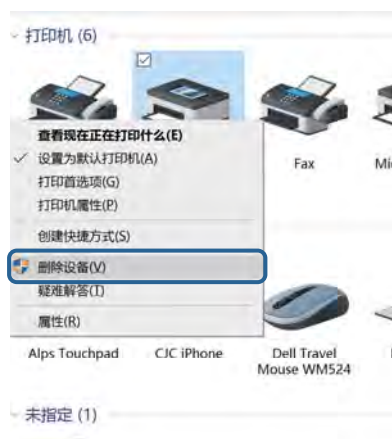 打印机 (6)
查看现在正在打印什么(E)
设置为默认打印机(A)
打印首选项(G)
打印机属性(P)
创建快捷方式(S)
删除设备(V)
疑难解答(T)
属性(R)
Fax
Alps Touchpad
CJC iPhone
Dell Travel
Mouse WM524
未指定 (1)